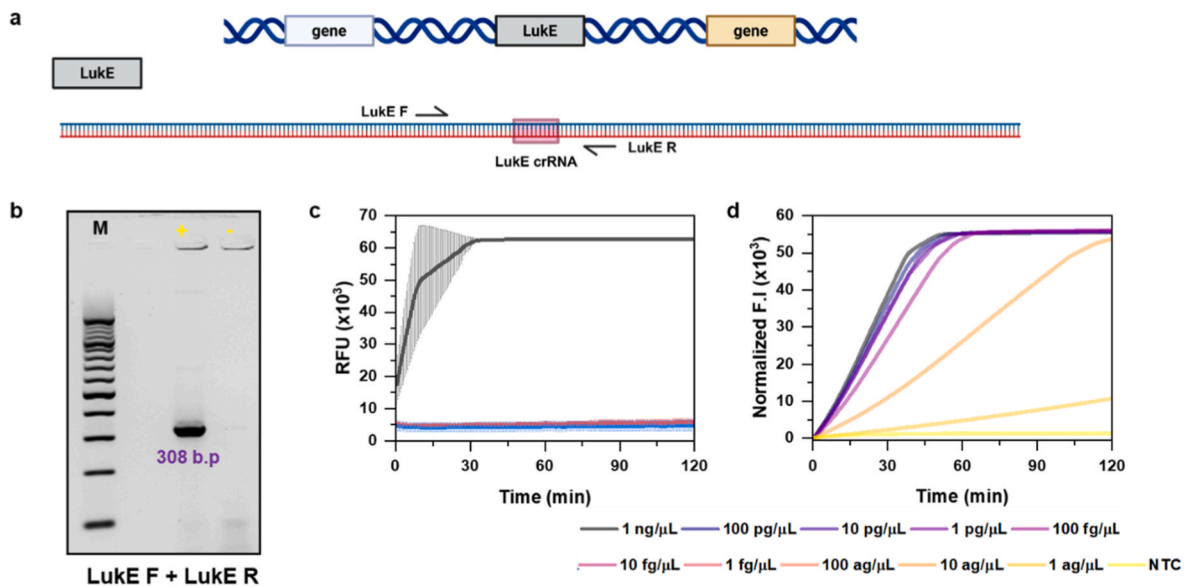 a
gene LukE gene
LukE
LukE F
LukE R
LukE crRNA
b
M + -
308 b.p
LukE F + LukE R
c
70
60
50
40
30
20
10
0
RFU (x10³)
0 30 60 90 120
Time (min)
d
60
50
40
30
20
10
0
Normalized F.I (x10³)
0 30 60 90 120
Time (min)
1 ng/µL 100 pg/µL 10 pg/µL 1 pg/µL 100 fg/µL
10 fg/µL 1 fg/µL 100 ag/µL 10 ag/µL 1 ag/µL NTC